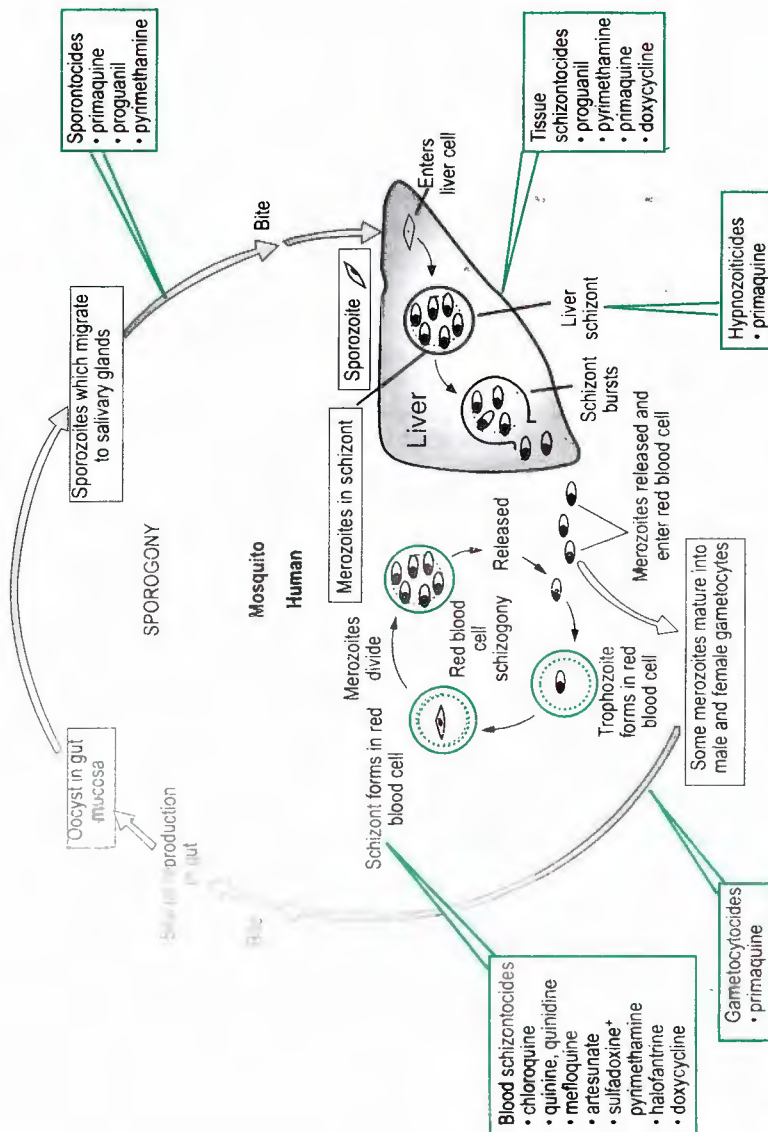 Sporontocides
• primaquine
• proguanil
• pyrimethamine
Sporozoites which migrate
to salivary glands
Oocyst in gut
mucosa
SPOROGONY
Bite
Mosquito
Human
Sporozoite
Enters
liver cell
Merozoites in schizont
Liver
Liver
schizont
Schizont
bursts
Tissue
schizontocides
• proguanil
• pyrimethamine
• primaquine
• doxycycline
Hypnozoiticides
• primaquine
Merozoites
divide
Red blood
cell
schizogony
Released
Schizont forms in red
blood cell
Trophozoite
forms in red
blood cell
Merozoites released and
enter red blood cell
Some merozoites mature into
male and female gametocytes
reproduction
in gut
Bite
Blood schizontocides
• chloroquine
• quinine, quinidine
• mefloquine
• artesunate
• sulfadoxine+
pyrimethamine
• halofantrine
• doxycycline
Gametocytocides
• primaquine